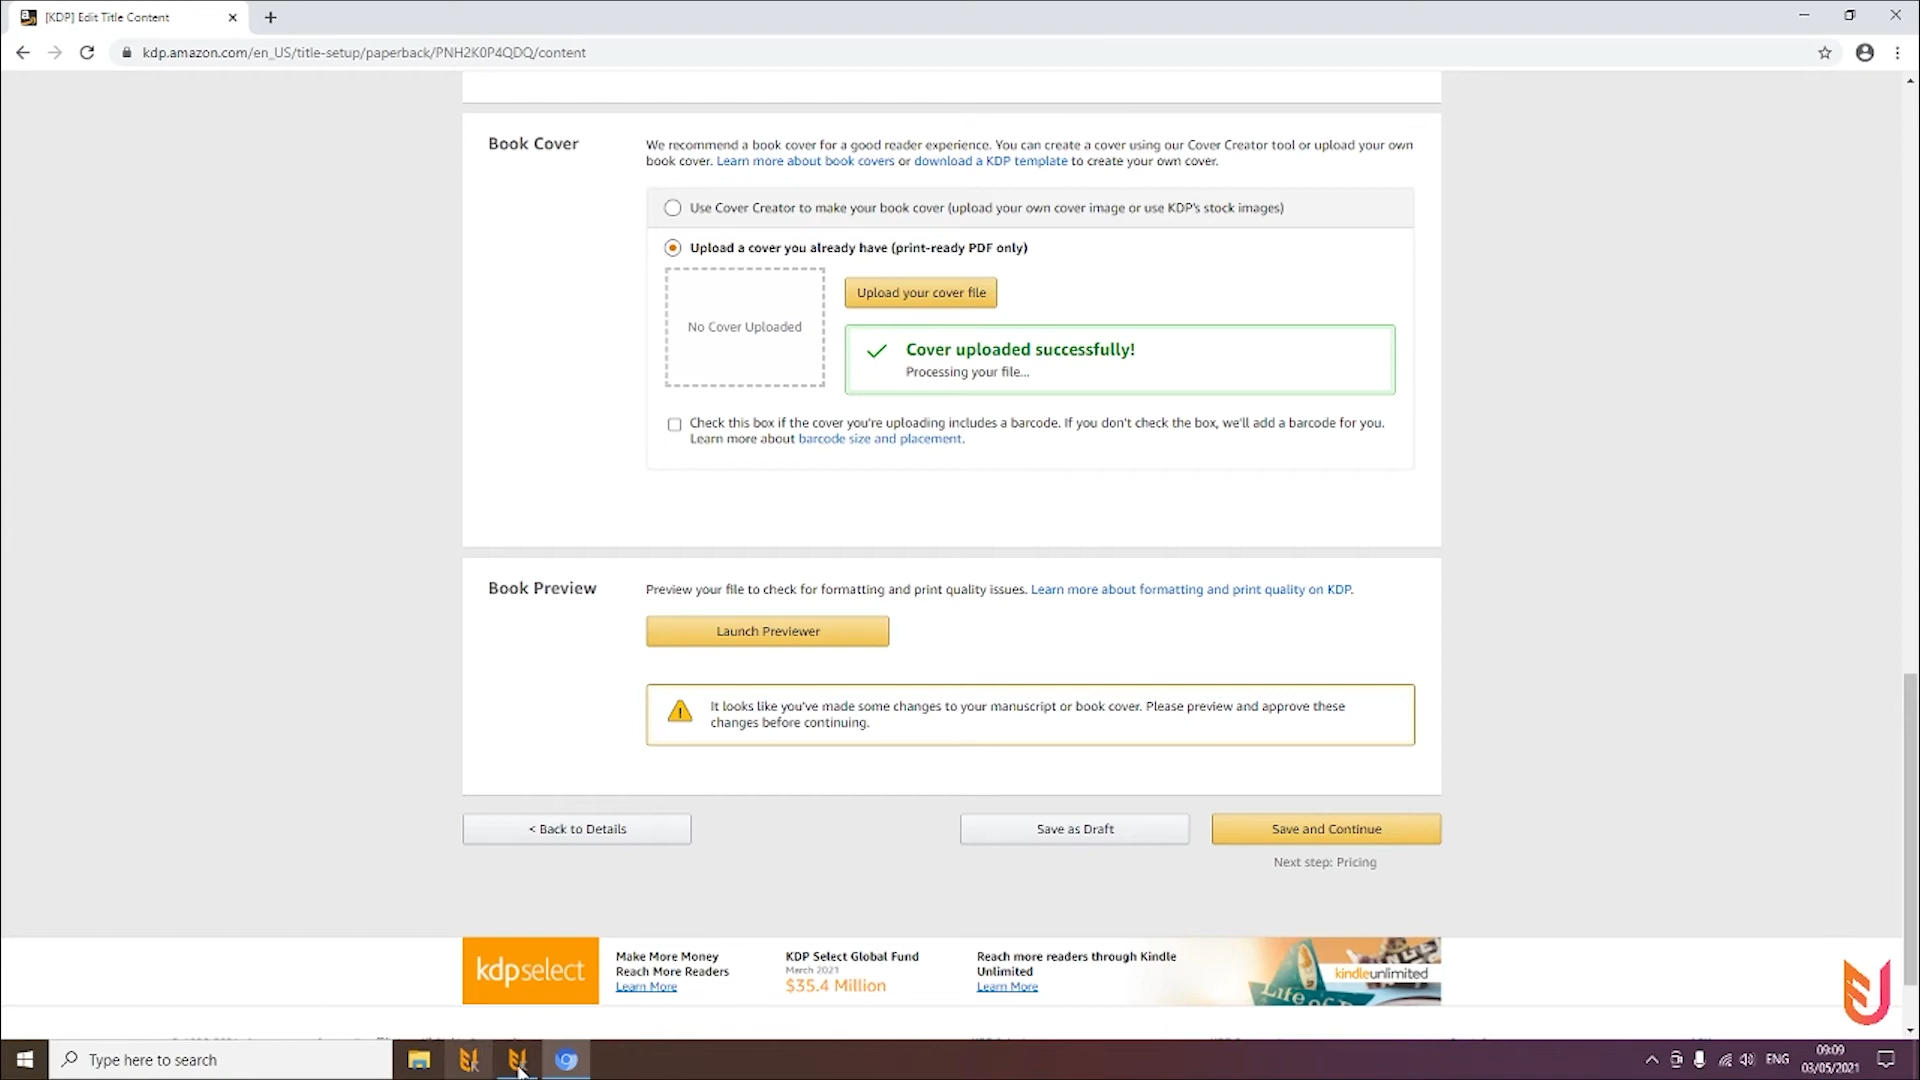 [KDP] Edit Title Content
kdp.amazon.com/en_US/title-setup/paperback/PNH2K0P4QDQ/content
Book Cover
We recommend a book cover for a good reader experience. You can create a cover using our Cover Creator tool or upload your own
book cover. Learn more about book covers or download a KDP template to create your own cover.
Use Cover Creator to make your book cover (upload your own cover image or use KDP's stock images)
Upload a cover you already have (print-ready PDF only)
Upload your cover file
No Cover Uploaded
Cover uploaded successfully!
Processing your file...
Check this box if the cover you're uploading includes a barcode. If you don't check the box, we'll add a barcode for you.
Learn more about barcode size and placement.
Book Preview
Preview your file to check for formatting and print quality issues. Learn more about formatting and print quality on KDP.
Launch Previewer
It looks like you've made some changes to your manuscript or book cover. Please preview and approve these
changes before continuing.
< Back to Details
Save as Draft
Save and Continue
Next step: Pricing
kdpselect
Make More Money
Reach More Readers
Learn More
KDP Select Global Fund
March 2021
$35.4 Million
Reach more readers through Kindle
Unlimited
Learn More
Life of
kindleunlimited
Type here to search
ENG
09:09
03/05/2021